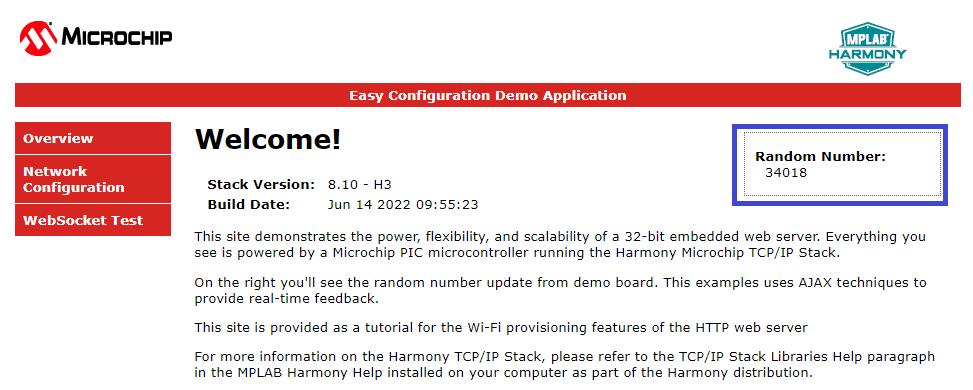 MICROCHIP
MPLAB
HARMONY
Easy Configuration Demo Application
Overview
Network
Configuration
WebSocket Test
Welcome!
Stack Version: 8.10 - H3
Build Date: Jun 14 2022 09:55:23
Random Number:
34018
This site demonstrates the power, flexibility, and scalability of a 32-bit embedded web server. Everything you
see is powered by a Microchip PIC microcontroller running the Harmony Microchip TCP/IP Stack.
On the right you'll see the random number update from demo board. This examples uses AJAX techniques to
provide real-time feedback.
This site is provided as a tutorial for the Wi-Fi provisioning features of the HTTP web server
For more information on the Harmony TCP/IP Stack, please refer to the TCP/IP Stack Libraries Help paragraph
in the MPLAB Harmony Help installed on your computer as part of the Harmony distribution.